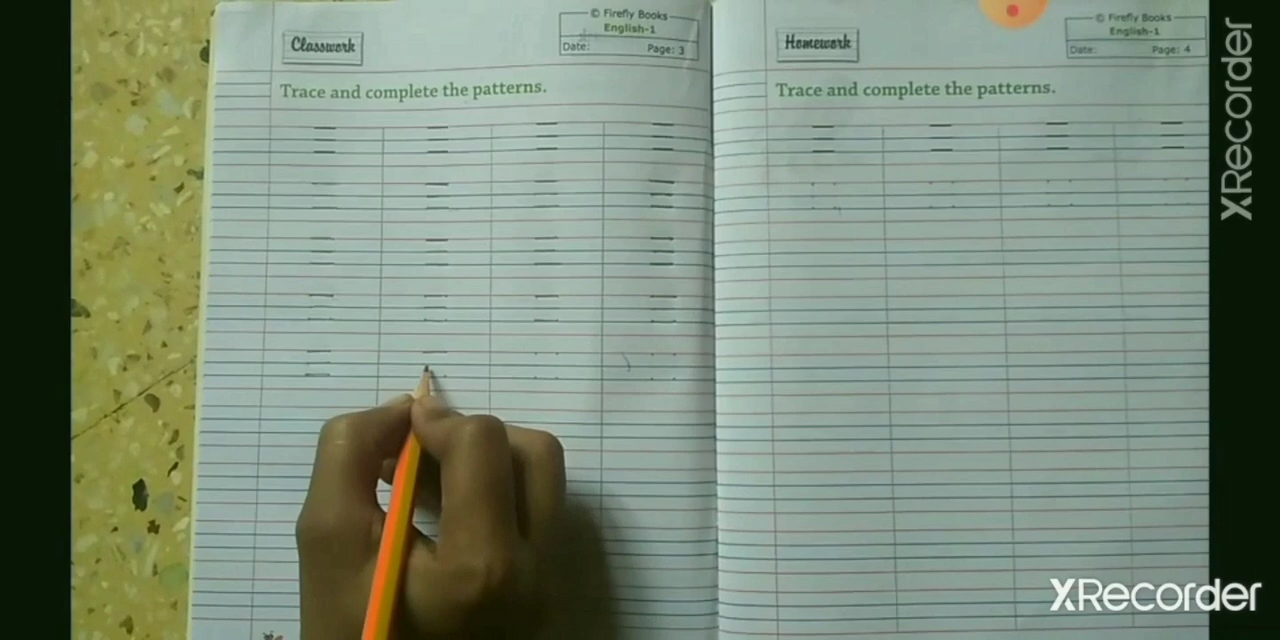 © Firefly Books
English-1
Classwork
Date:
Page: 3
Trace and complete the patterns.
© Firefly Books
English-1
Homework
Date:
Page: 4
Trace and complete the patterns.
XRecorder
XRecorder